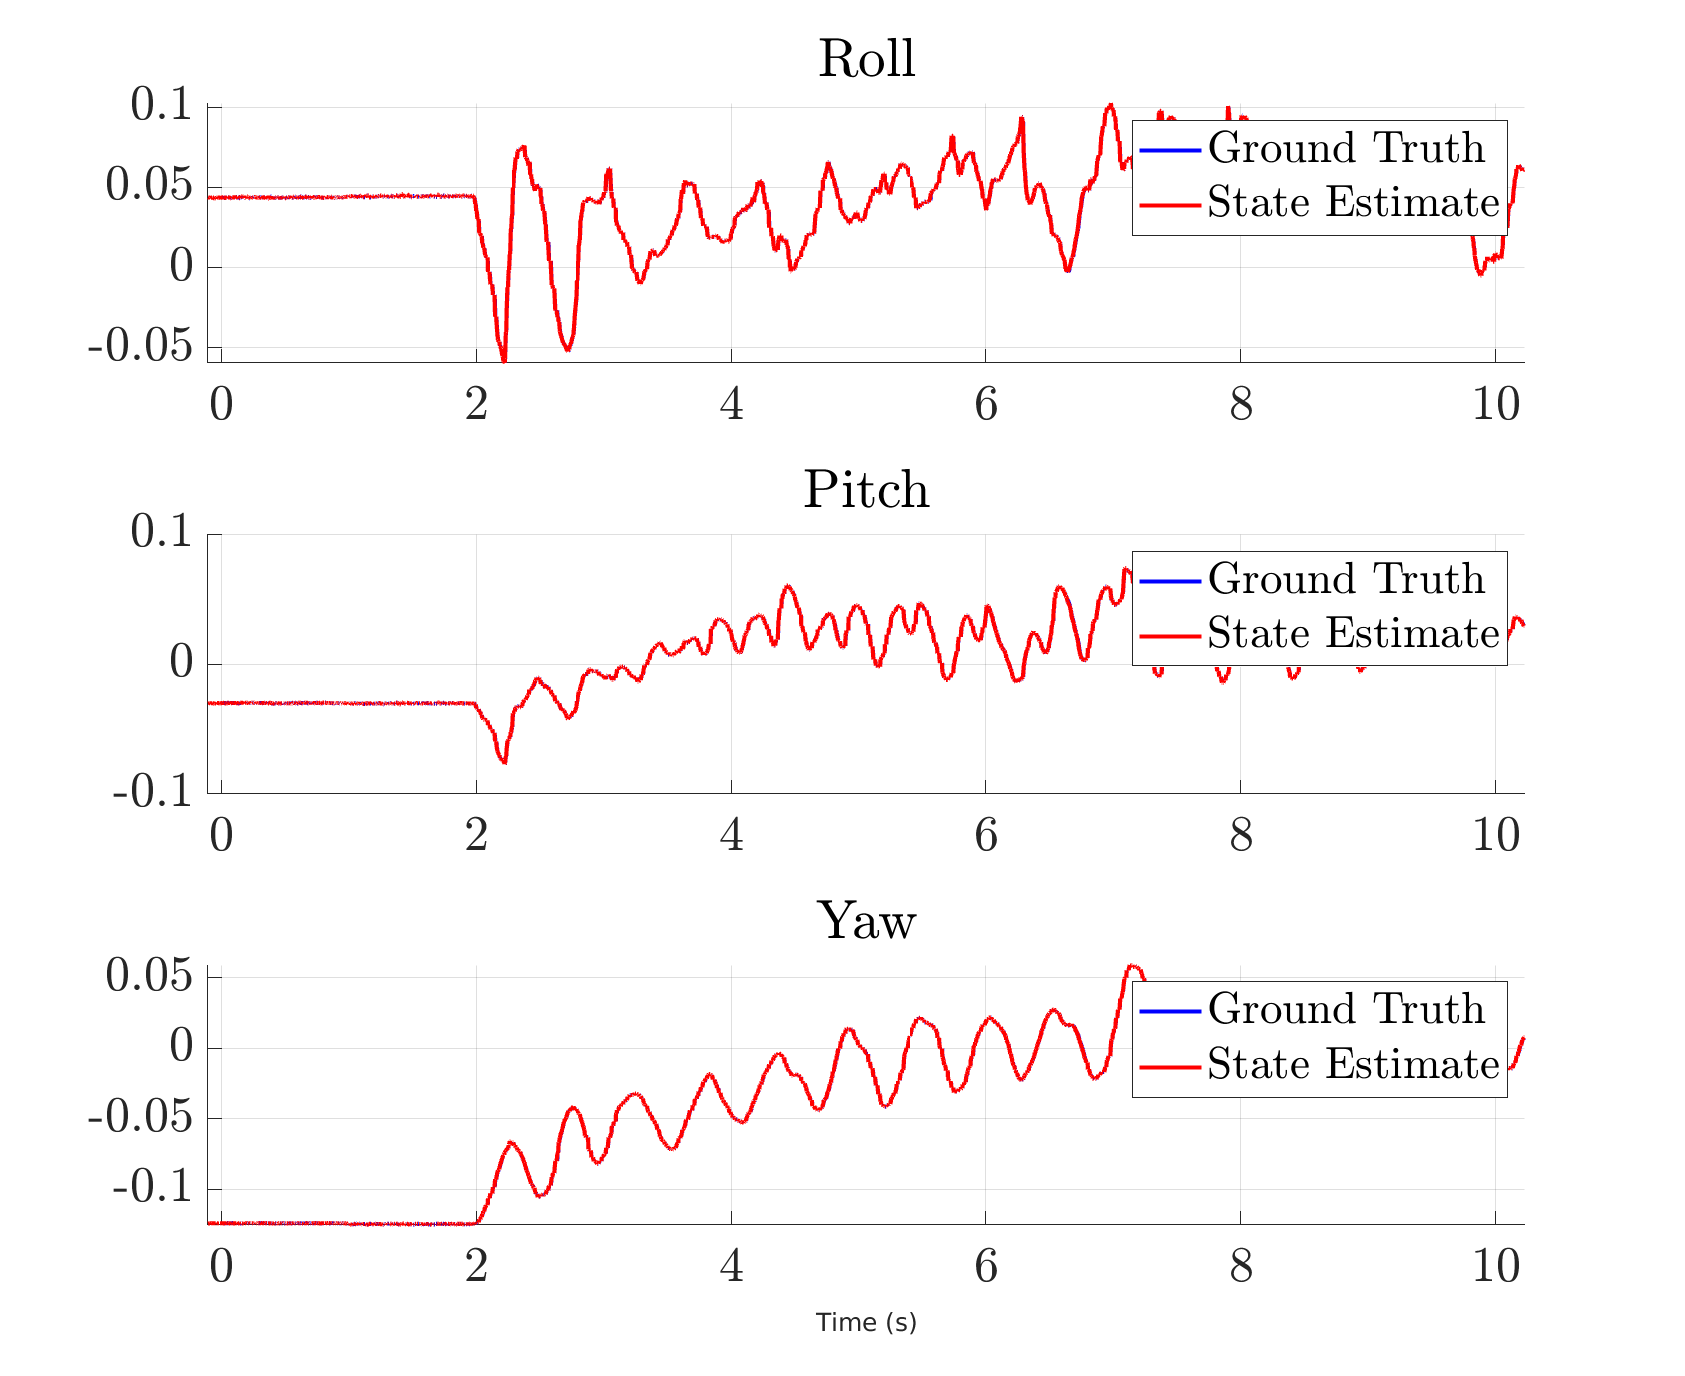 Roll
0.1
0.05
0
-0.05
Ground Truth
State Estimate
0 2 4 6 8 10
Pitch
0.1
0
-0.1
Ground Truth
State Estimate
0 2 4 6 8 10
Yaw
0.05
0
-0.05
-0.1
Ground Truth
State Estimate
0 2 4 6 8 10
Time (s)